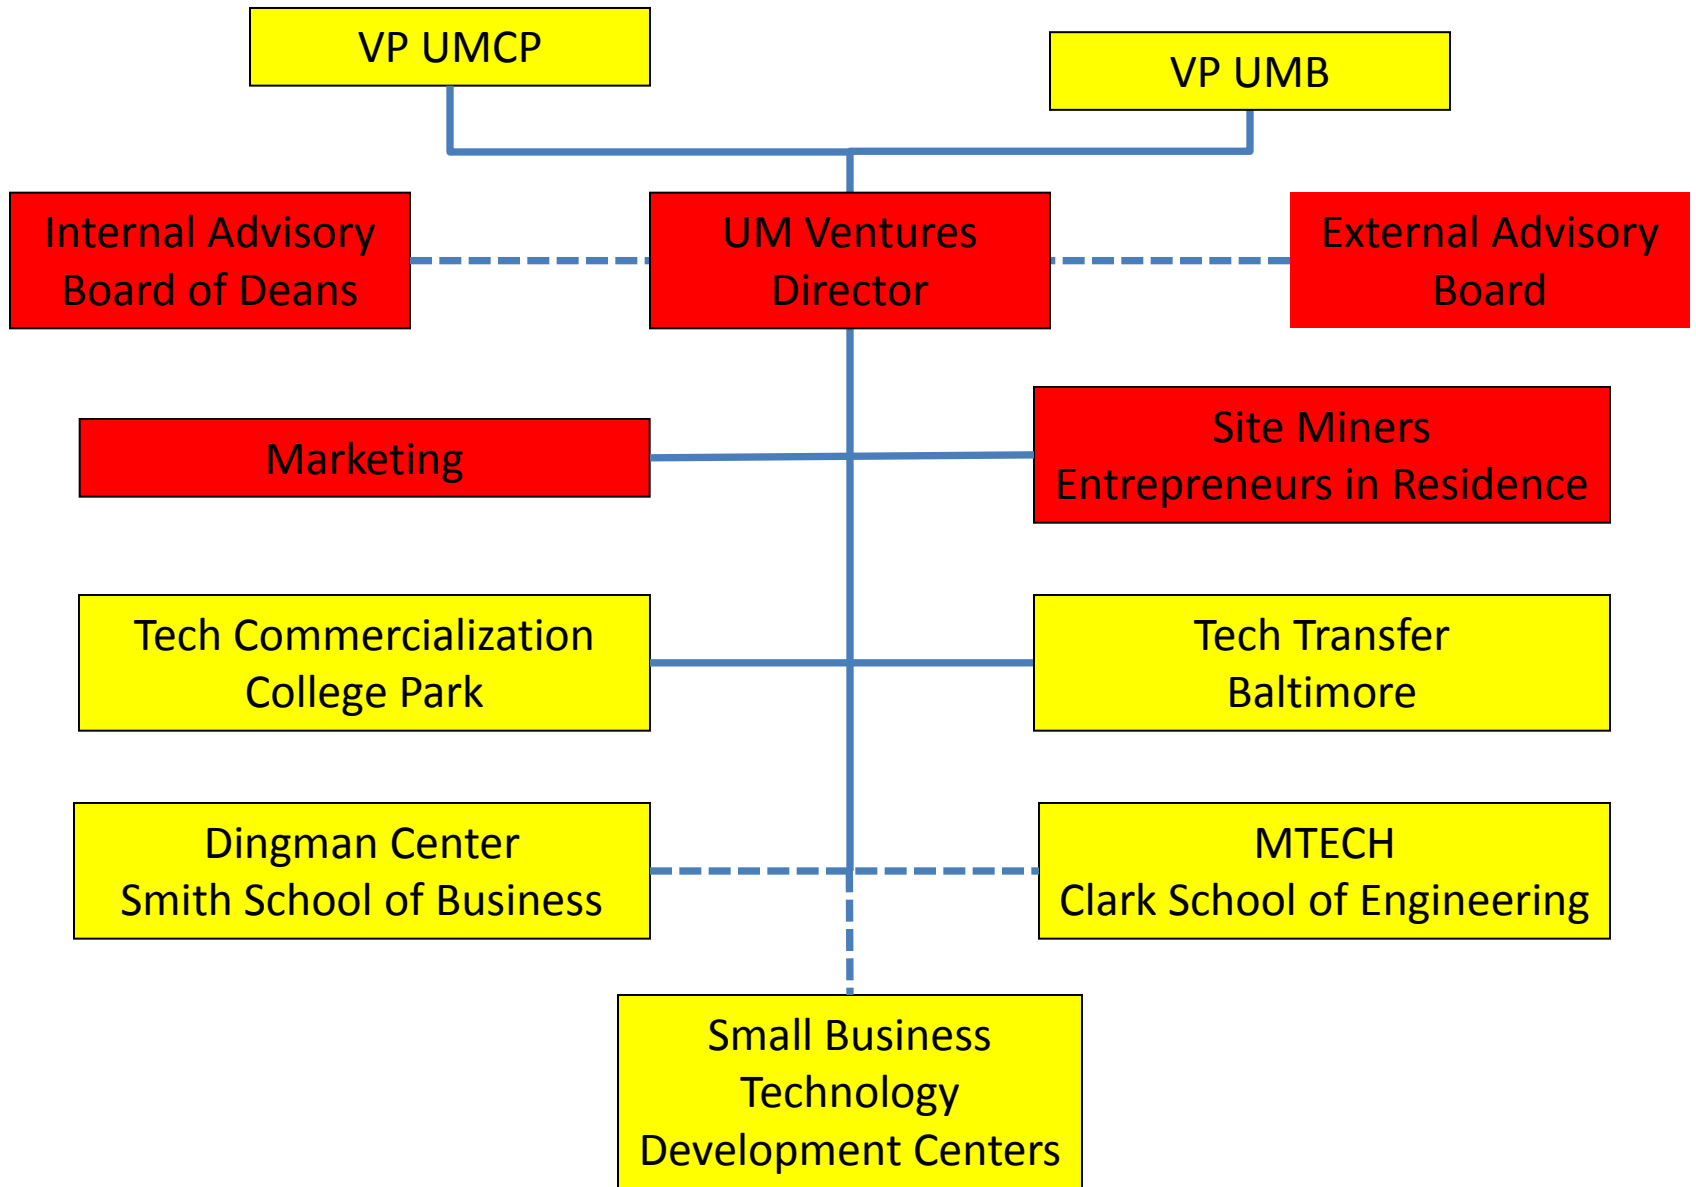 VP UMCP
VP UMB
Internal Advisory
Board of Deans
UM Ventures
Director
External Advisory
Board
Marketing
Site Miners
Entrepreneurs in Residence
Tech Commercialization
College Park
Tech Transfer
Baltimore
Dingman Center
Smith School of Business
MTECH
Clark School of Engineering
Small Business
Technology
Development Centers